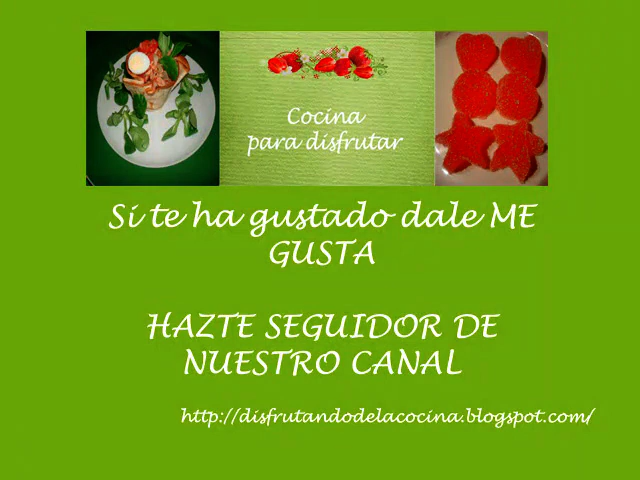 Cocina
para disfrutar
Si te ha gustado dale ME
GUSTA
HAZTE SEGUIDOR DE
NUESTRO CANAL
http://disfrutandodelacocina.blogspot.com/